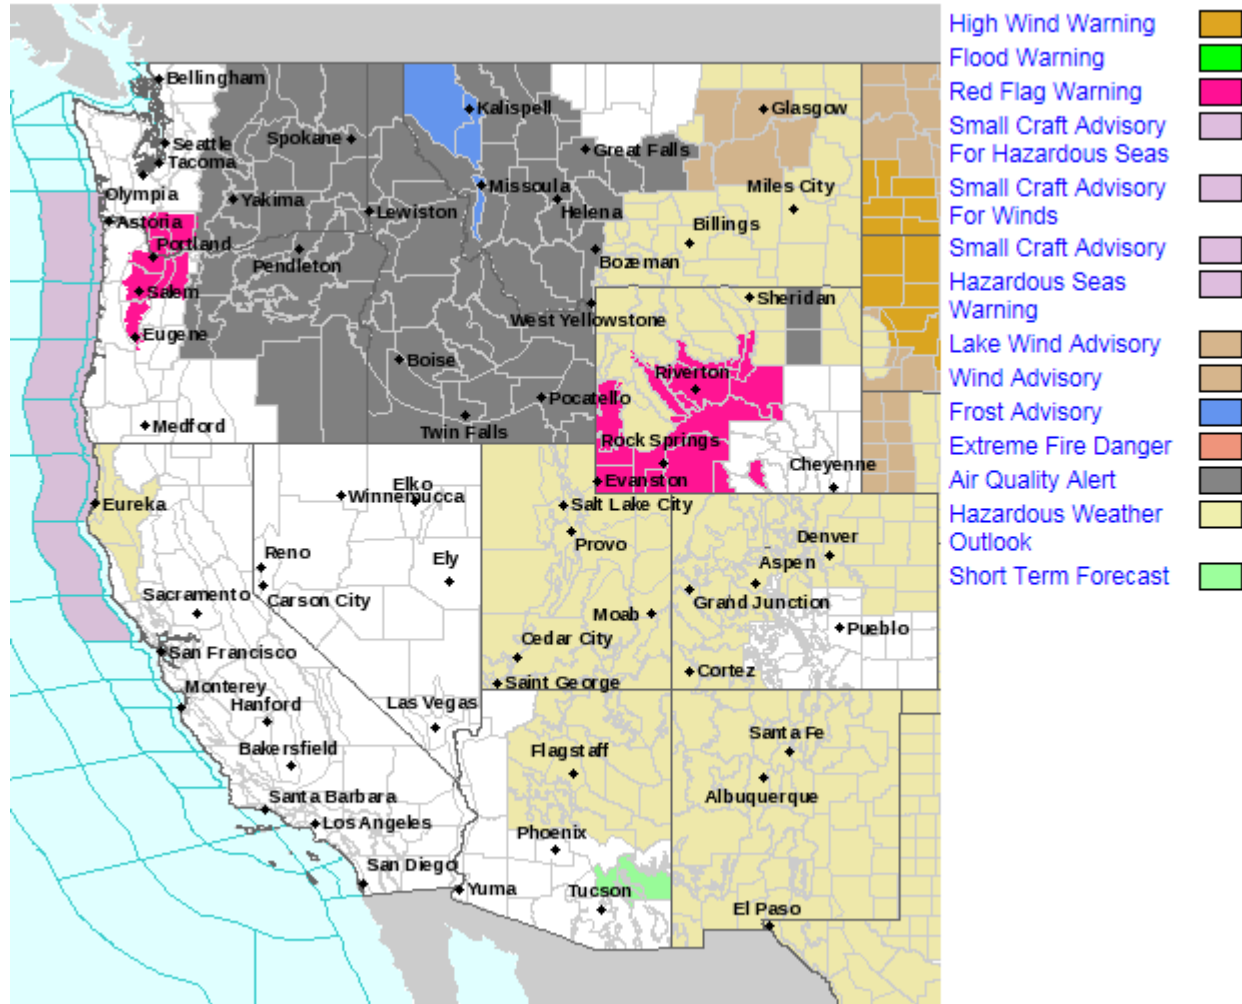 Bellingham
Seattle
Tacoma
Olympia
Astoria
Portland
Salem
Eugene
Medford
Spokane
Yakima
Pendleton
Lewiston
Kalispell
Missoula
Great Falls
Helena
Bozeman
West Yellowstone
Boise
Pocatello
Twin Falls
Glasgow
Miles City
Billings
Sheridan
Riverton
Rock Springs
Evanston
Cheyenne
Eureka
Winnemucca
Elko
Reno
Carson City
Ely
Sacramento
San Francisco
Monterey
Hanford
Bakersfield
Las Vegas
Santa Barbara
Los Angeles
San Diego
Salt Lake City
Provo
Moab
Cedar City
Saint George
Denver
Aspen
Grand Junction
Pueblo
Cortez
Flagstaff
Phoenix
Yuma
Tucson
Santa Fe
Albuquerque
El Paso
High Wind Warning
Flood Warning
Red Flag Warning
Small Craft Advisory
For Hazardous Seas
Small Craft Advisory
For Winds
Small Craft Advisory
Hazardous Seas
Warning
Lake Wind Advisory
Wind Advisory
Frost Advisory
Extreme Fire Danger
Air Quality Alert
Hazardous Weather
Outlook
Short Term Forecast